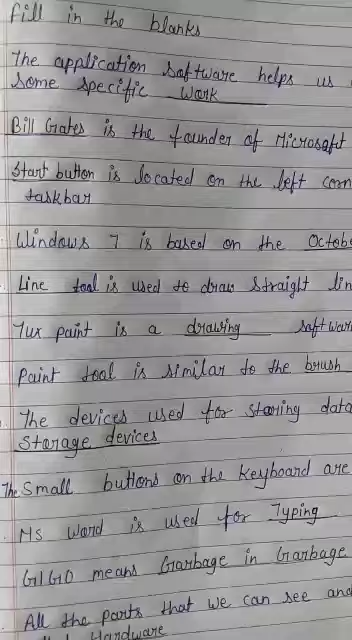 Fill in the blanks
The application software helps us
some specific work
Bill Gates is the founder of Microsoft
Start button is located on the left corn
taskbar
Windows 7 is based on the Octobe
Line tool is used to draw straight lin
Tux paint is a drawing softwar
Paint tool is similar to the brush
The devices used for storing data
Storage devices
The Small buttons on the Keyboard are
MS Word is used for Typing
GIGO means Garbage in Garbage
All the parts that we can see and
Hardware